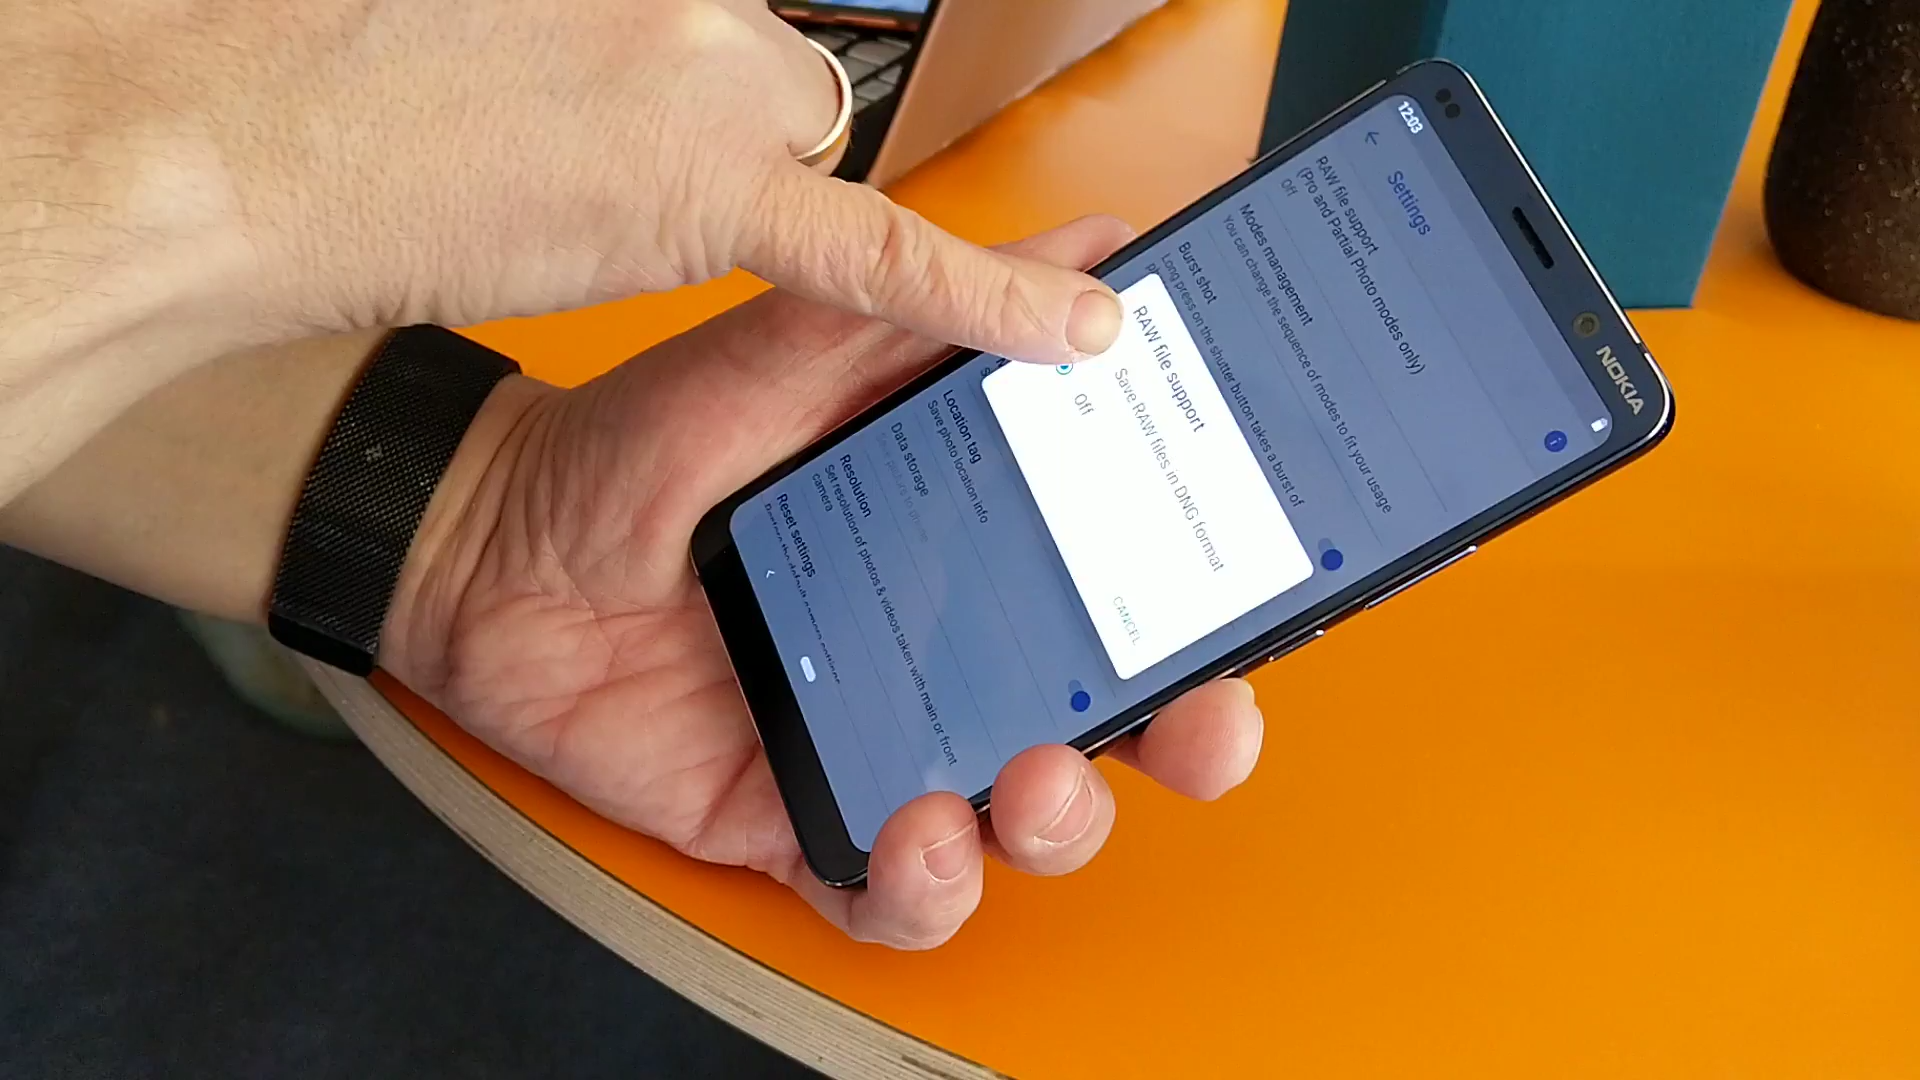 NOKIA
12:03
Settings
RAW file support
(Pro and Partial Photo modes only)
Off
Modes management
You can change the sequence of modes to fit your usage
Burst shot
Long press on the shutter button takes a burst of
RAW file support
Save RAW files in DNG format
Off
CANCEL
Location tag
Save photo location info
Data storage
Resolution
Set resolution of photos & videos taken with main or front
camera
Reset settings